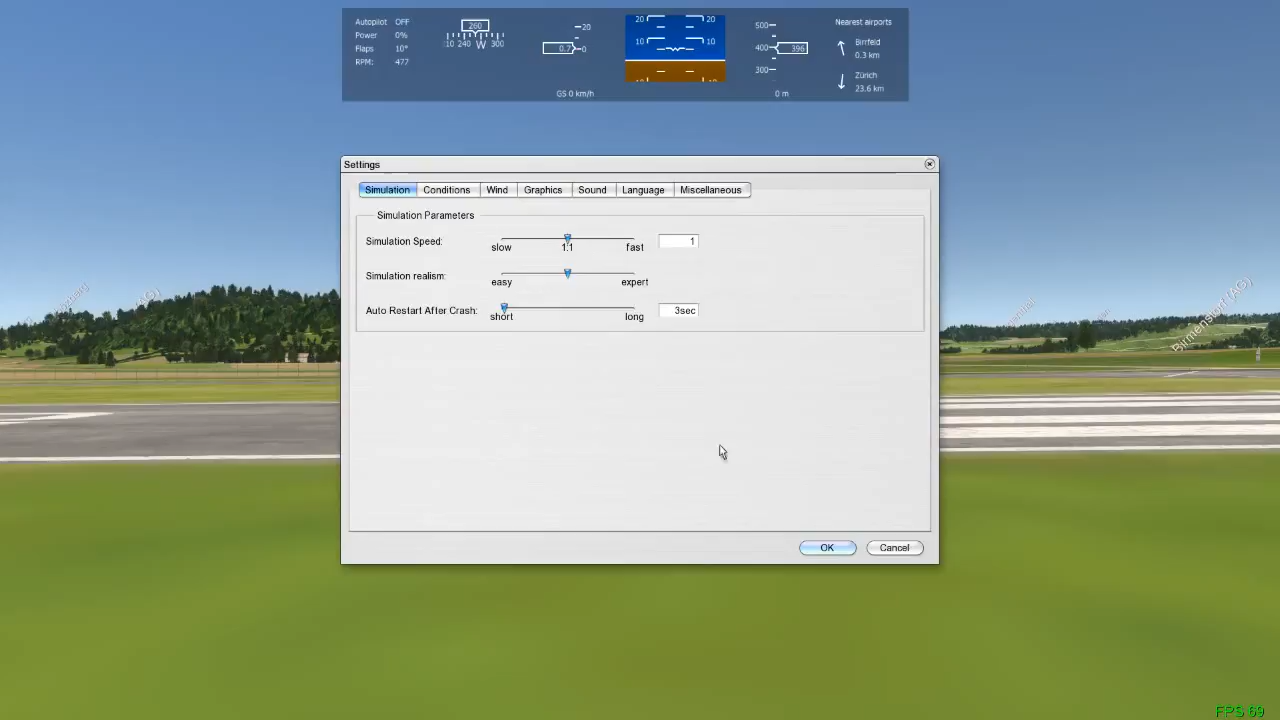 Autopilot OFF
Power 0%
Flaps 10°
RPM: 477
260
240 W 300
20
0.7 0
GS 0 km/h
20 20
10 10
500
400 396
300
0 m
Nearest airports
Birrfeld
0.3 km
Zürich
23.6 km
Settings
Simulation Conditions Wind Graphics Sound Language Miscellaneous
Simulation Parameters
Simulation Speed: slow 1:1 fast 1
Simulation realism: easy expert
Auto Restart After Crash: short long 3sec
Birmenstorf (AG)
OK Cancel
FPS 69